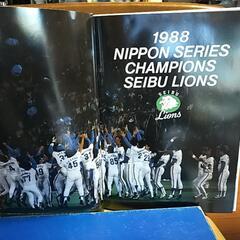 1988
NIPPON SERIES
CHAMPIONS
SEIBU LIONS
SEIBU
Lions